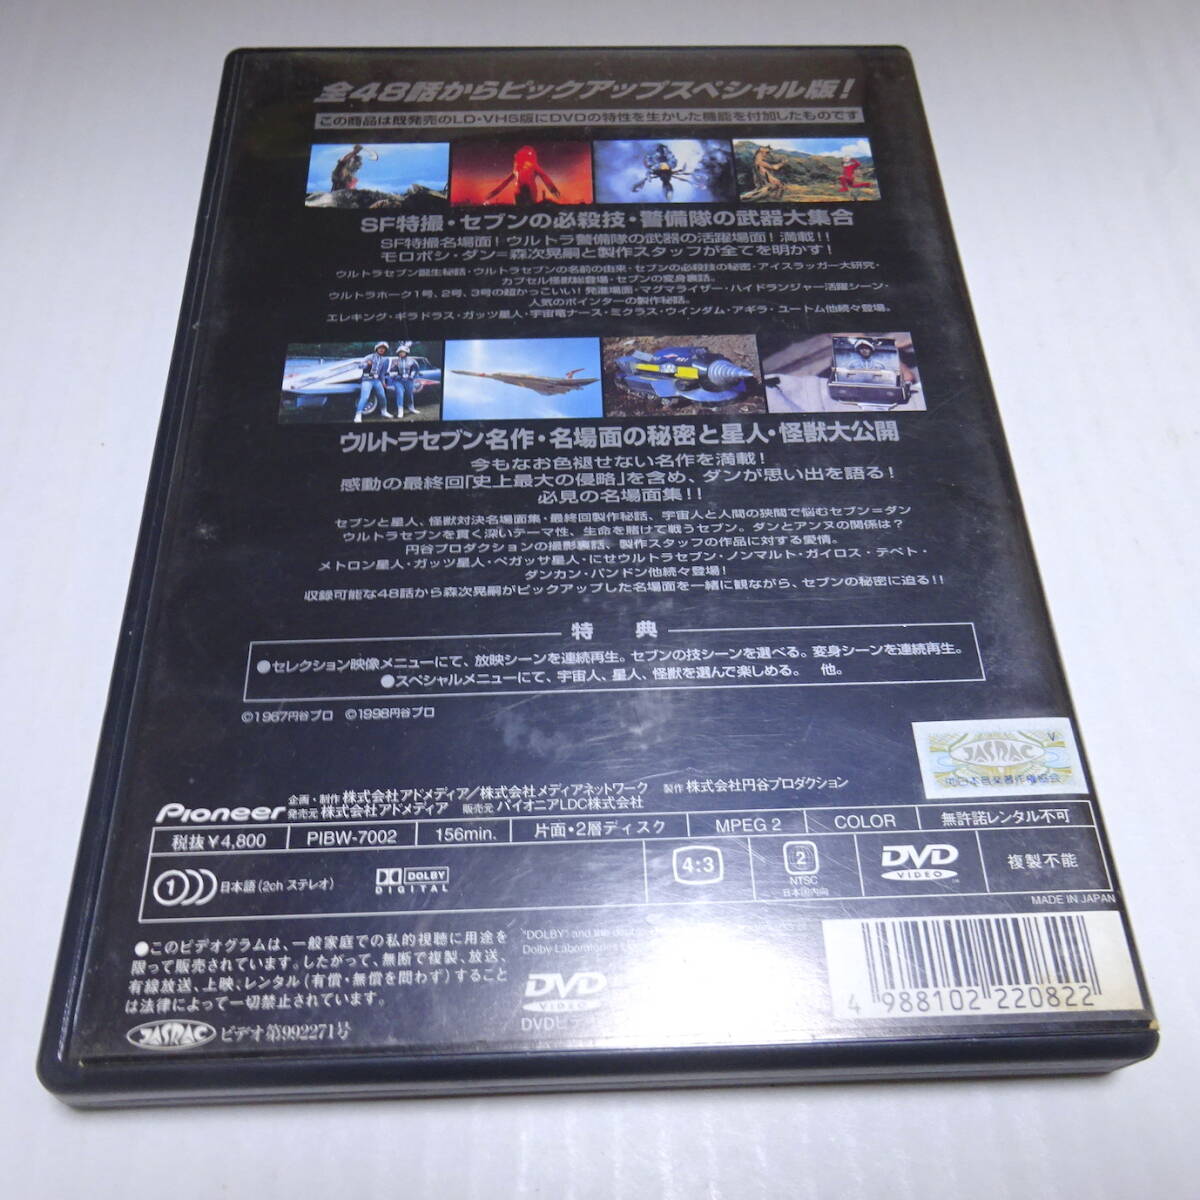 全48話からピックアップスペシャル版!
この商品は既発売のLD・VHS版にDVDの特性を生かした機能を付加したものです
SF特撮・セブンの必殺技・警備隊の武器大集合
SF特撮名場面!ウルトラ警備隊の武器の活躍場面!満載!!
モロボシ・ダン=森次晃嗣と製作スタッフが全てを明かす!
ウルトラセブン誕生秘話・ウルトラセブンの名前の由来・セブンの必殺技の秘密・アイスラッガー大研究・
カプセル怪獣総登場・セブンの変身裏話。
ウルトラホーク1号、2号、3号の超かっこいい!発進場面・マグマライザー・ハイドランジャー活躍シーン・
人気のポインターの製作秘話。
エレキング・ギラドラス・ガッツ星人・宇宙竜ナース・ミクラス・ウインダム・アギラ・ユートム他続々登場。
ウルトラセブン名作・名場面の秘密と星人・怪獣大公開
今もなお色褪せない名作を満載!
感動の最終回「史上最大の侵略」を含め、ダンが思い出を語る!
必見の名場面集!!
セブンと星人、怪獣対決名場面集・最終回製作秘話、宇宙人と人間の狭間で悩むセブン=ダン
ウルトラセブンを貫く深いテーマ性、生命を賭けて戦うセブン。ダンとアンヌの関係は?
円谷プロダクションの撮影裏話、製作スタッフの作品に対する愛情。
メトロン星人・ガッツ星人・ペガッサ星人・にせウルトラセブン・ノンマルト・ガイロス・テペト・
ダンカン・パンドン他続々登場!
収録可能な48話から森次晃嗣がピックアップした名場面を一緒に観ながら、セブンの秘密に迫る!!
特 典
●セレクション映像メニューにて、放映シーンを連続再生。セブンの技シーンを選べる。変身シーンを連続再生。
●スペシャルメニューにて、宇宙人、星人、怪獣を選んで楽しめる。 他。
©1967円谷プロ ©1998円谷プロ
JASRAC V
日本音楽著作権協会
Pioneer
企画・制作 株式会社アドメディア/株式会社メディアネットワーク 製作 株式会社円谷プロダクション
発売元 株式会社アドメディア 販売元 パイオニアLDC株式会社
税抜¥4,800 PIBW-7002 156min. 片面・2層ディスク MPEG 2 COLOR 無許諾レンタル不可
1 日本語(2ch ステレオ) DOLBY DIGITAL 4:3 2 NTSC 日本国内向 DVD VIDEO 複製不能
MADE IN JAPAN
●このビデオグラムは、一般家庭での私的視聴に用途を
限って販売されています。したがって、無断で複製、放送、
有線放送、上映、レンタル(有償・無償を問わず)すること
は法律によって一切禁止されています。
JASRAC ビデオ第992271号
"DOLBY" and the double
Dolby Laboratories
DVD VIDEO
DVDビデ
4 988102 220822